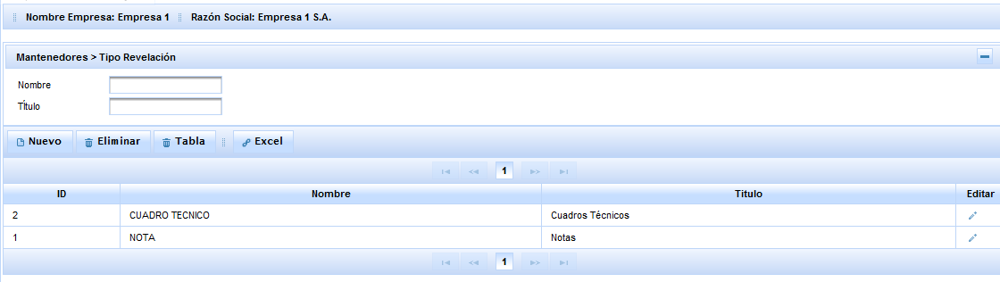 Nombre Empresa: Empresa 1 Razón Social: Empresa 1 S.A.
Mantenedores > Tipo Revelación
Nombre
Título
Nuevo Eliminar Tabla Excel
1
ID Nombre Titulo Editar
2 CUADRO TECNICO Cuadros Técnicos
1 NOTA Notas
1